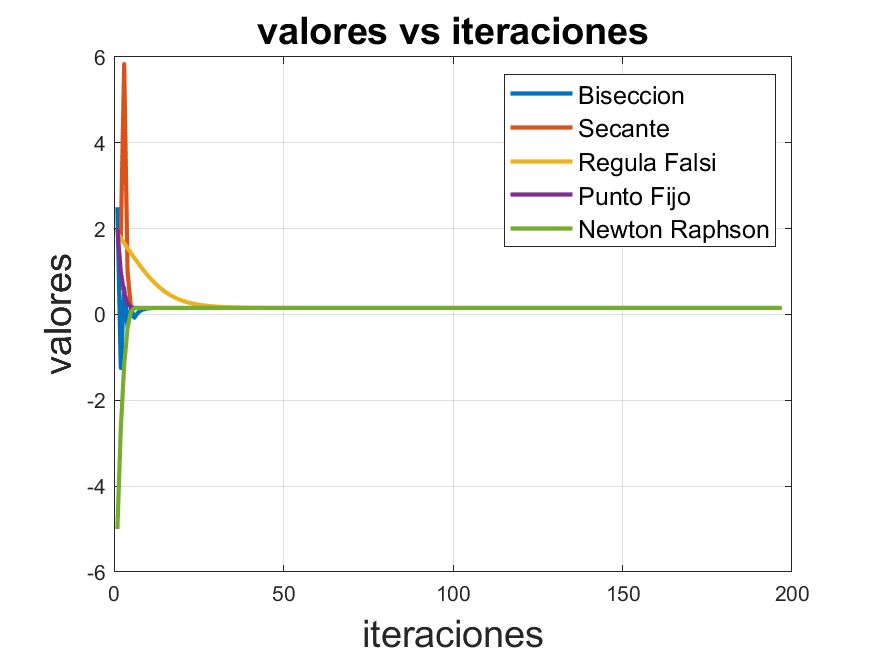 valores vs iteraciones
6
4
2
0
-2
-4
-6
valores
Biseccion
Secante
Regula Falsi
Punto Fijo
Newton Raphson
0 50 100 150 200
iteraciones